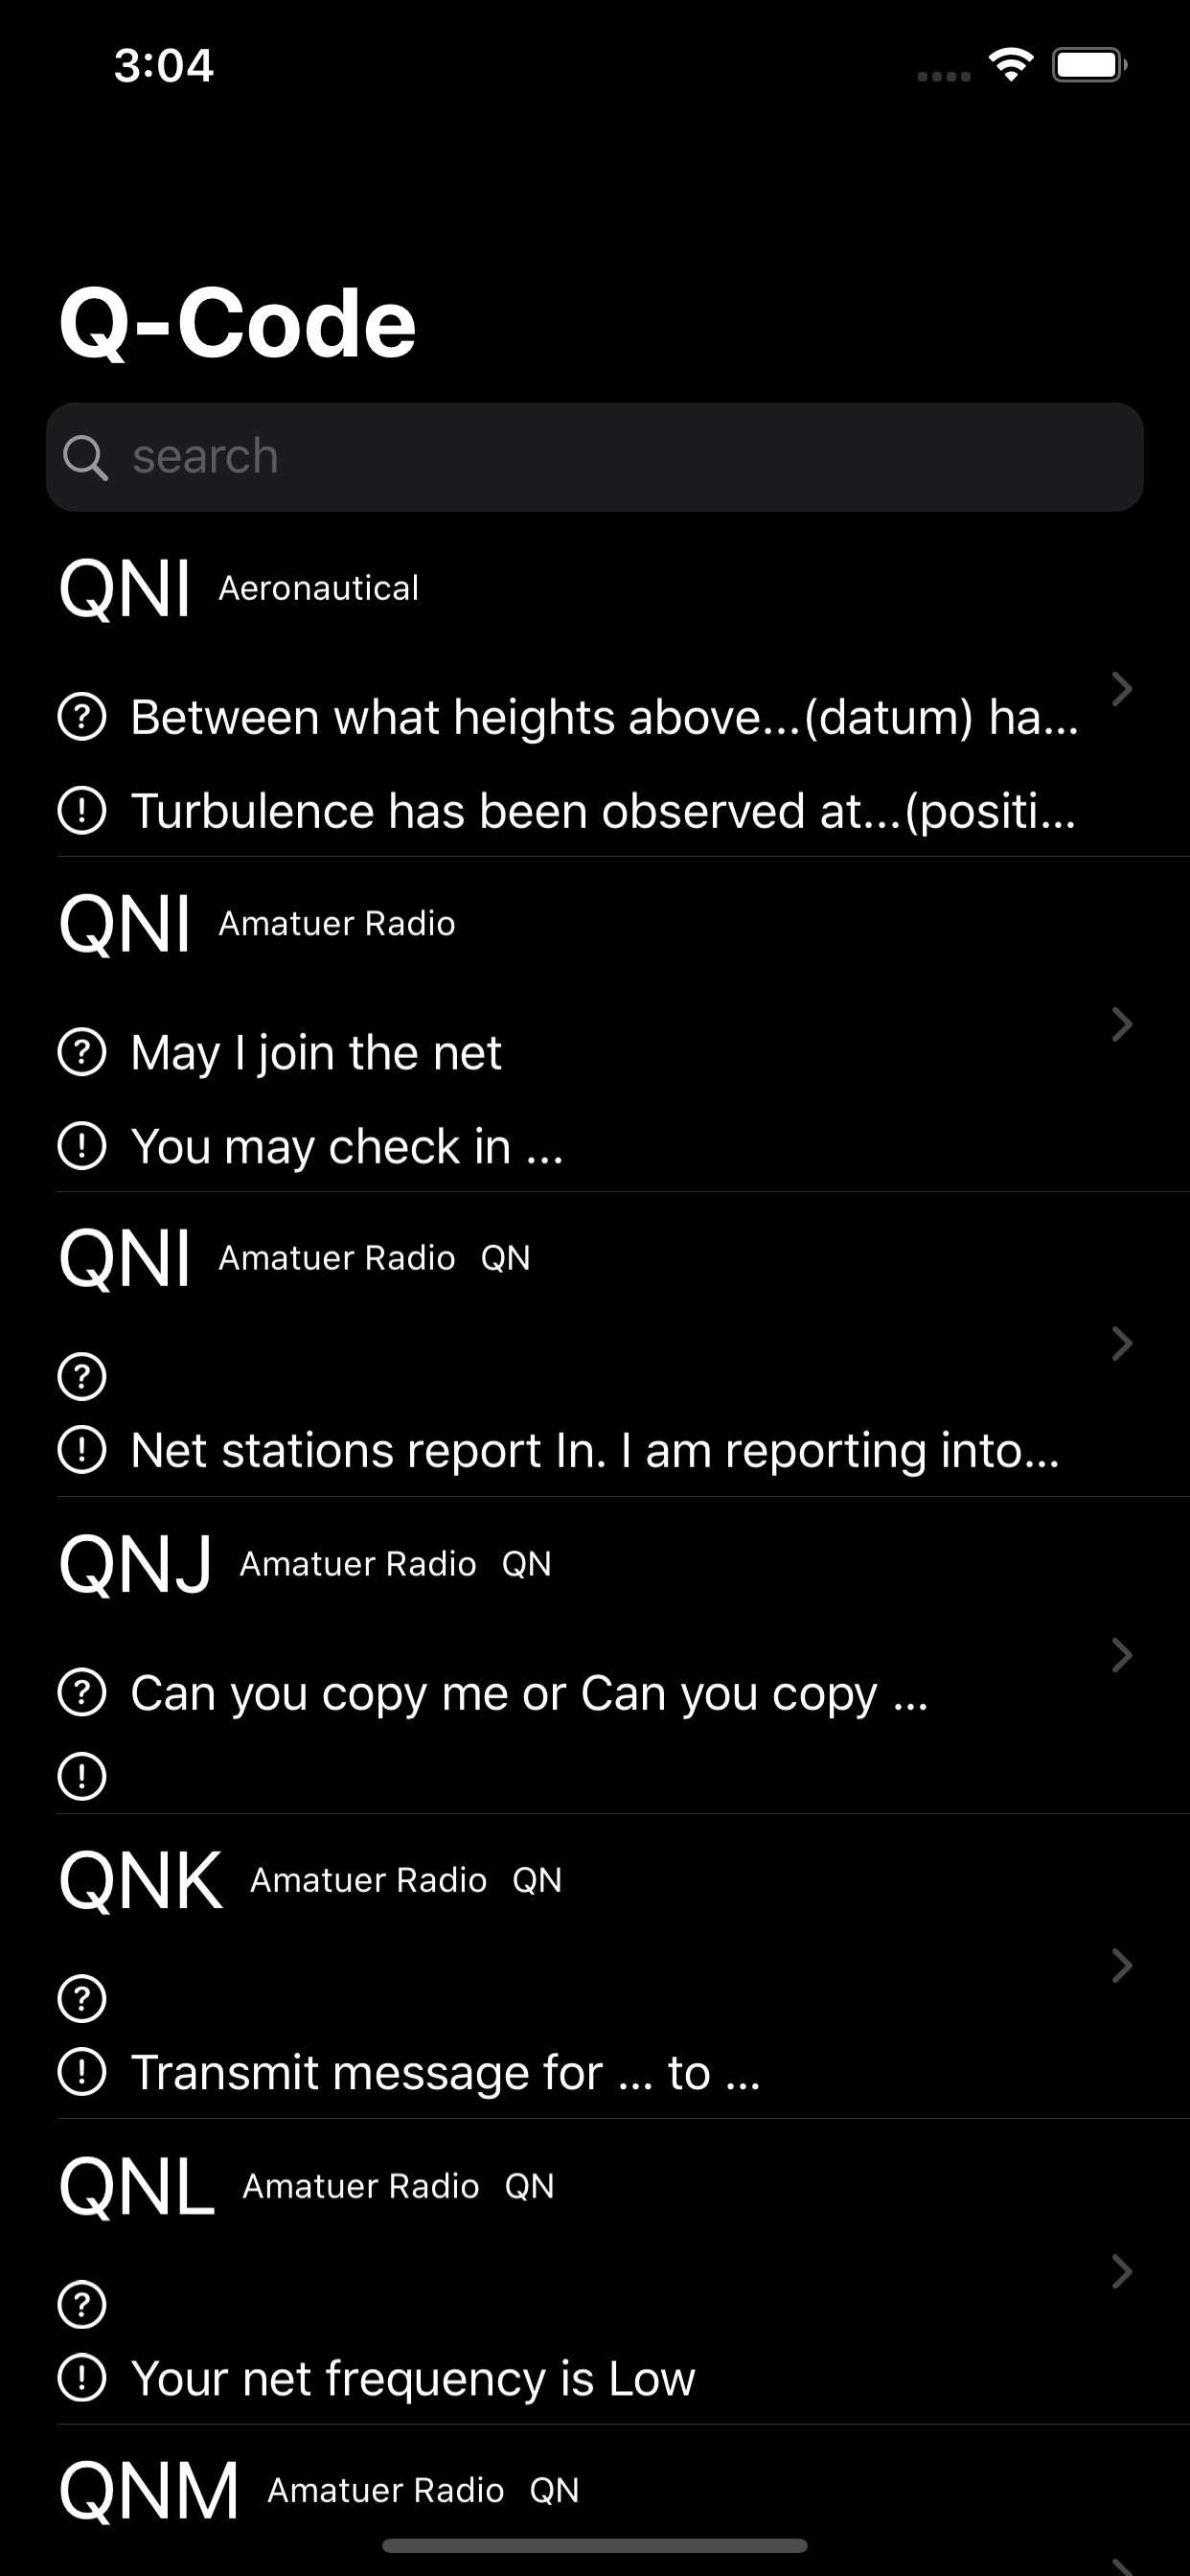 3:04
Q-Code
search
QNI Aeronautical
? Between what heights above...(datum) ha...
! Turbulence has been observed at...(positi...
QNI Amatuer Radio
? May I join the net
! You may check in ...
QNI Amatuer Radio QN
?
! Net stations report In. I am reporting into...
QNJ Amatuer Radio QN
? Can you copy me or Can you copy ...
!
QNK Amatuer Radio QN
?
! Transmit message for ... to ...
QNL Amatuer Radio QN
?
! Your net frequency is Low
QNM Amatuer Radio QN